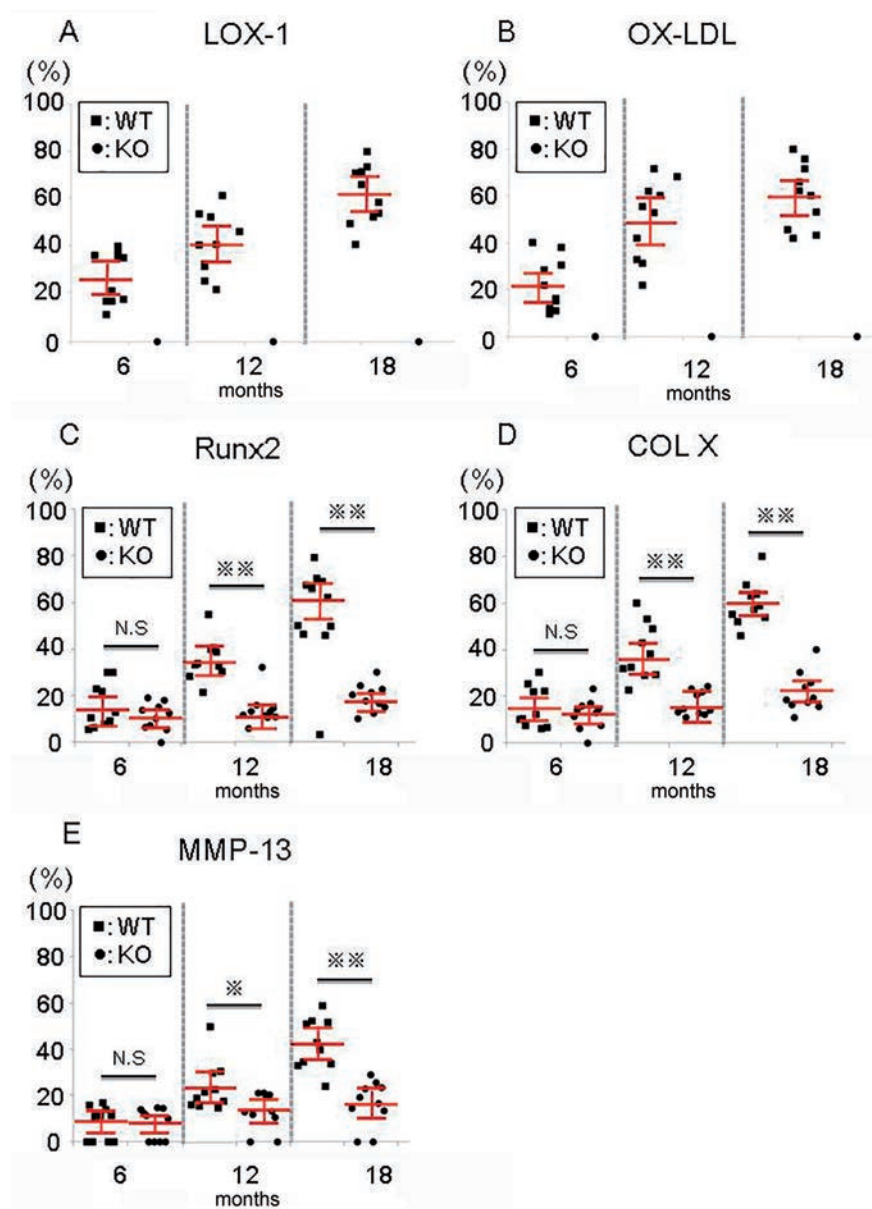 A
LOX-1
(%)
100
80
60
40
20
0
■: WT
●: KO
6
12
18
months
B
OX-LDL
(%)
100
80
60
40
20
0
■: WT
●: KO
6
12
18
months
C
Runx2
(%)
100
80
60
40
20
0
■: WT
●: KO
N.S
※※
※※
6
12
18
months
D
COL X
(%)
100
80
60
40
20
0
■: WT
●: KO
N.S
※※
※※
6
12
18
months
E
MMP-13
(%)
100
80
60
40
20
0
■: WT
●: KO
N.S
※
※※
6
12
18
months